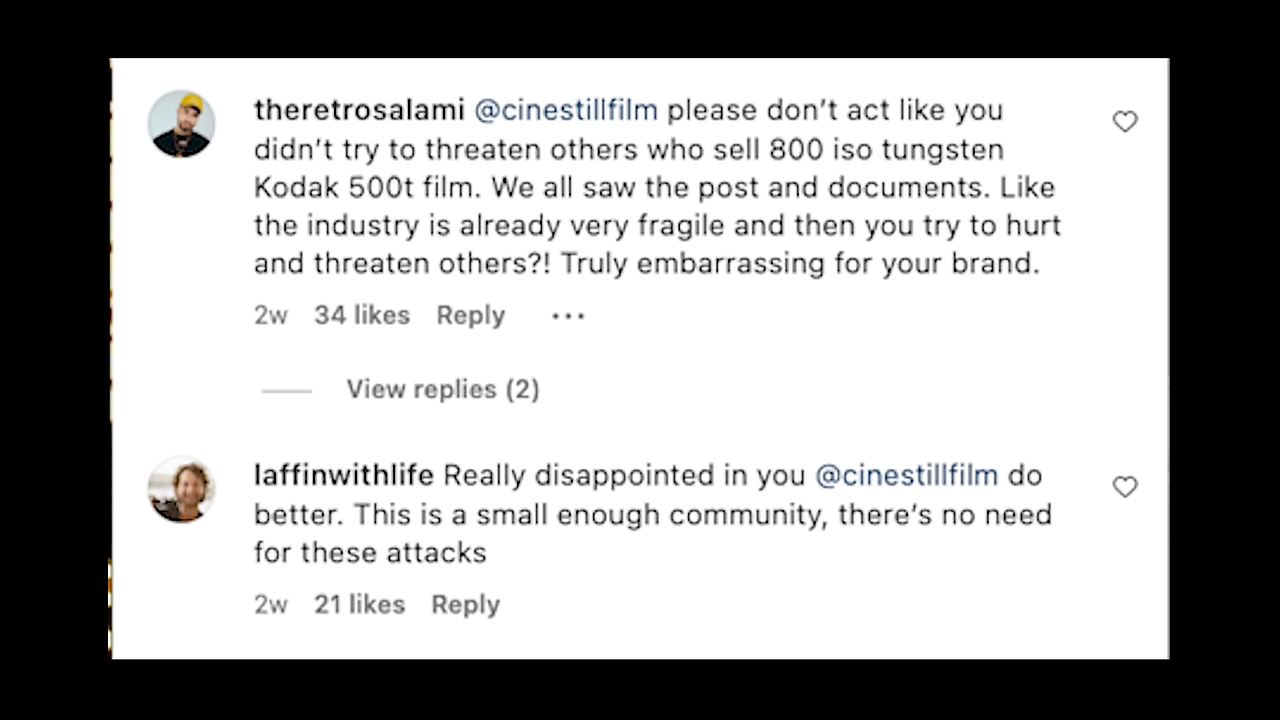 theretrosalami @cinestillfilm please don’t act like you
didn’t try to threaten others who sell 800 iso tungsten
Kodak 500t film. We all saw the post and documents. Like
the industry is already very fragile and then you try to hurt
and threaten others?! Truly embarrassing for your brand.
2w 34 likes Reply ...
View replies (2)
laffinwithlife Really disappointed in you @cinestillfilm do
better. This is a small enough community, there’s no need
for these attacks
2w 21 likes Reply